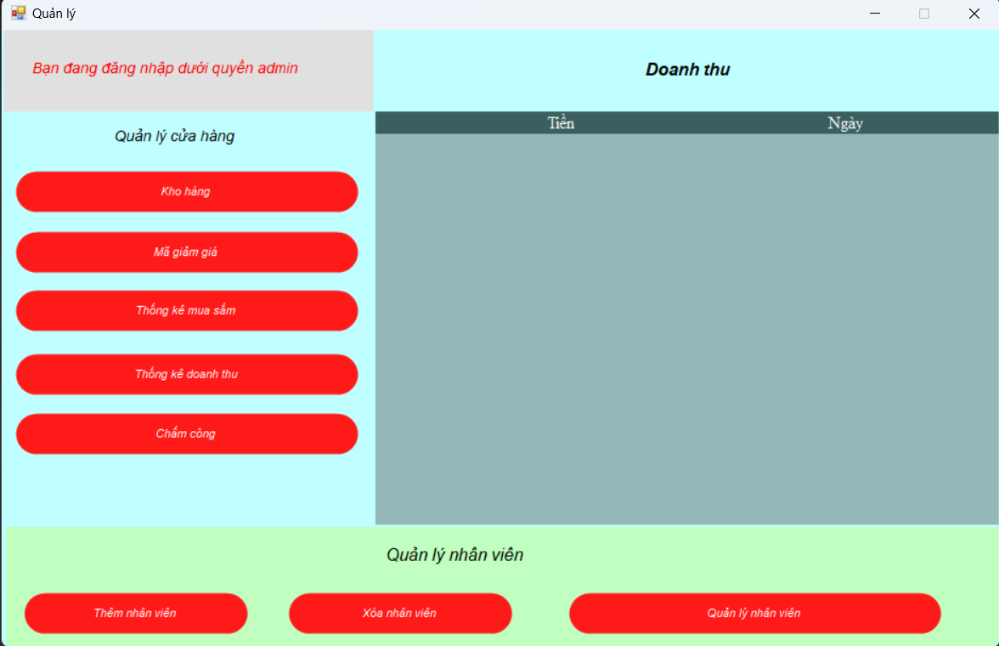 Quản lý
Bạn đang đăng nhập dưới quyền admin
Doanh thu
Quản lý cửa hàng
Tiền Ngày
Kho hàng
Mã giảm giá
Thống kê mua sắm
Thống kê doanh thu
Chấm công
Quản lý nhân viên
Thêm nhân viên
Xóa nhân viên
Quản lý nhân viên